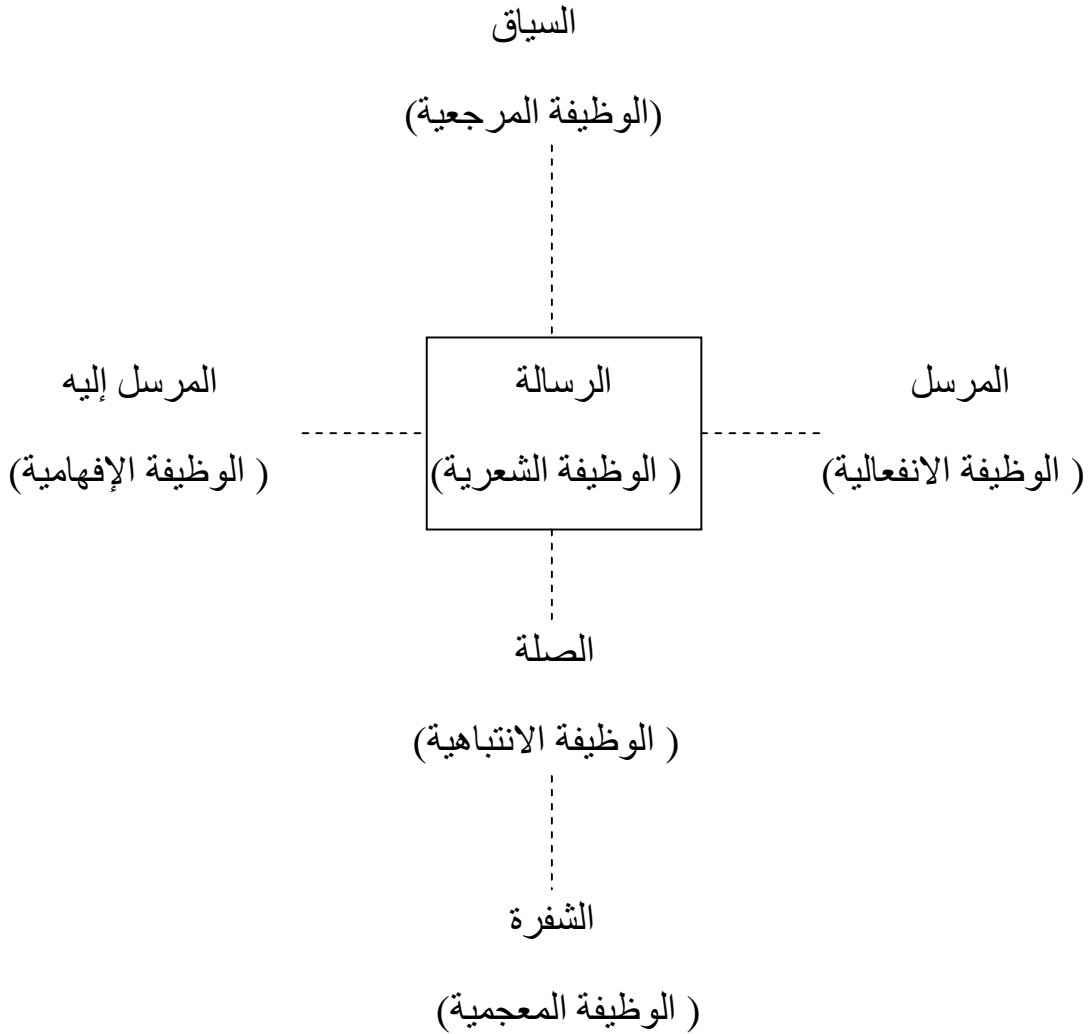 السياق
(الوظيفة المرجعية)
المرسل
الرسالة
المرسل إليه
( الوظيفة الانفعالية)
( الوظيفة الشعرية)
( الوظيفة الإفهامية)
الصلة
( الوظيفة الانتباهية)
الشفرة
( الوظيفة المعجمية)